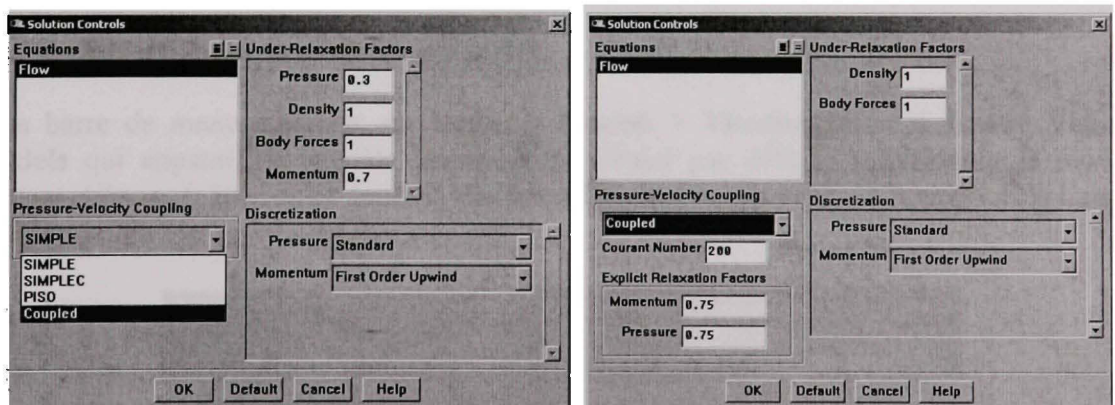 Solution Controls
Equations
Flow
Under-Relaxation Factors
Pressure 0.3
Density 1
Body Forces 1
Momentum 0.7
Pressure-Velocity Coupling
SIMPLE
SIMPLE
SIMPLEC
PISO
Coupled
Discretization
Pressure Standard
Momentum First Order Upwind
OK Default Cancel Help
Solution Controls
Equations
Flow
Under-Relaxation Factors
Density 1
Body Forces 1
Pressure-Velocity Coupling
Coupled
Courant Number 200
Explicit Relaxation Factors
Momentum 0.75
Pressure 0.75
Discretization
Pressure Standard
Momentum First Order Upwind
OK Default Cancel Help